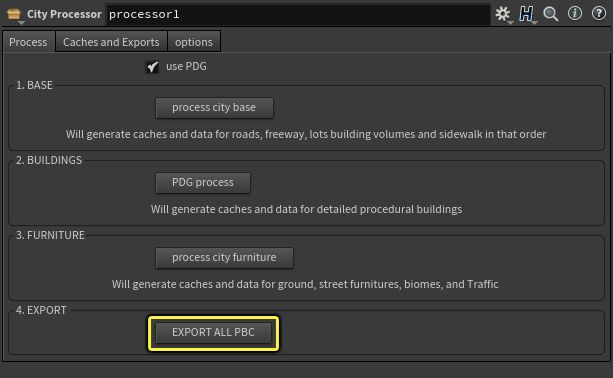 City Processor processor1
Process Caches and Exports options
use PDG
1. BASE
process city base
Will generate caches and data for roads, freeway, lots building volumes and sidewalk in that order
2. BUILDINGS
PDG process
Will generate caches and data for detailed procedural buildings
3. FURNITURE
process city furniture
Will generate caches and data for ground, street furnitures, biomes, and Traffic
4. EXPORT
EXPORT ALL PBC